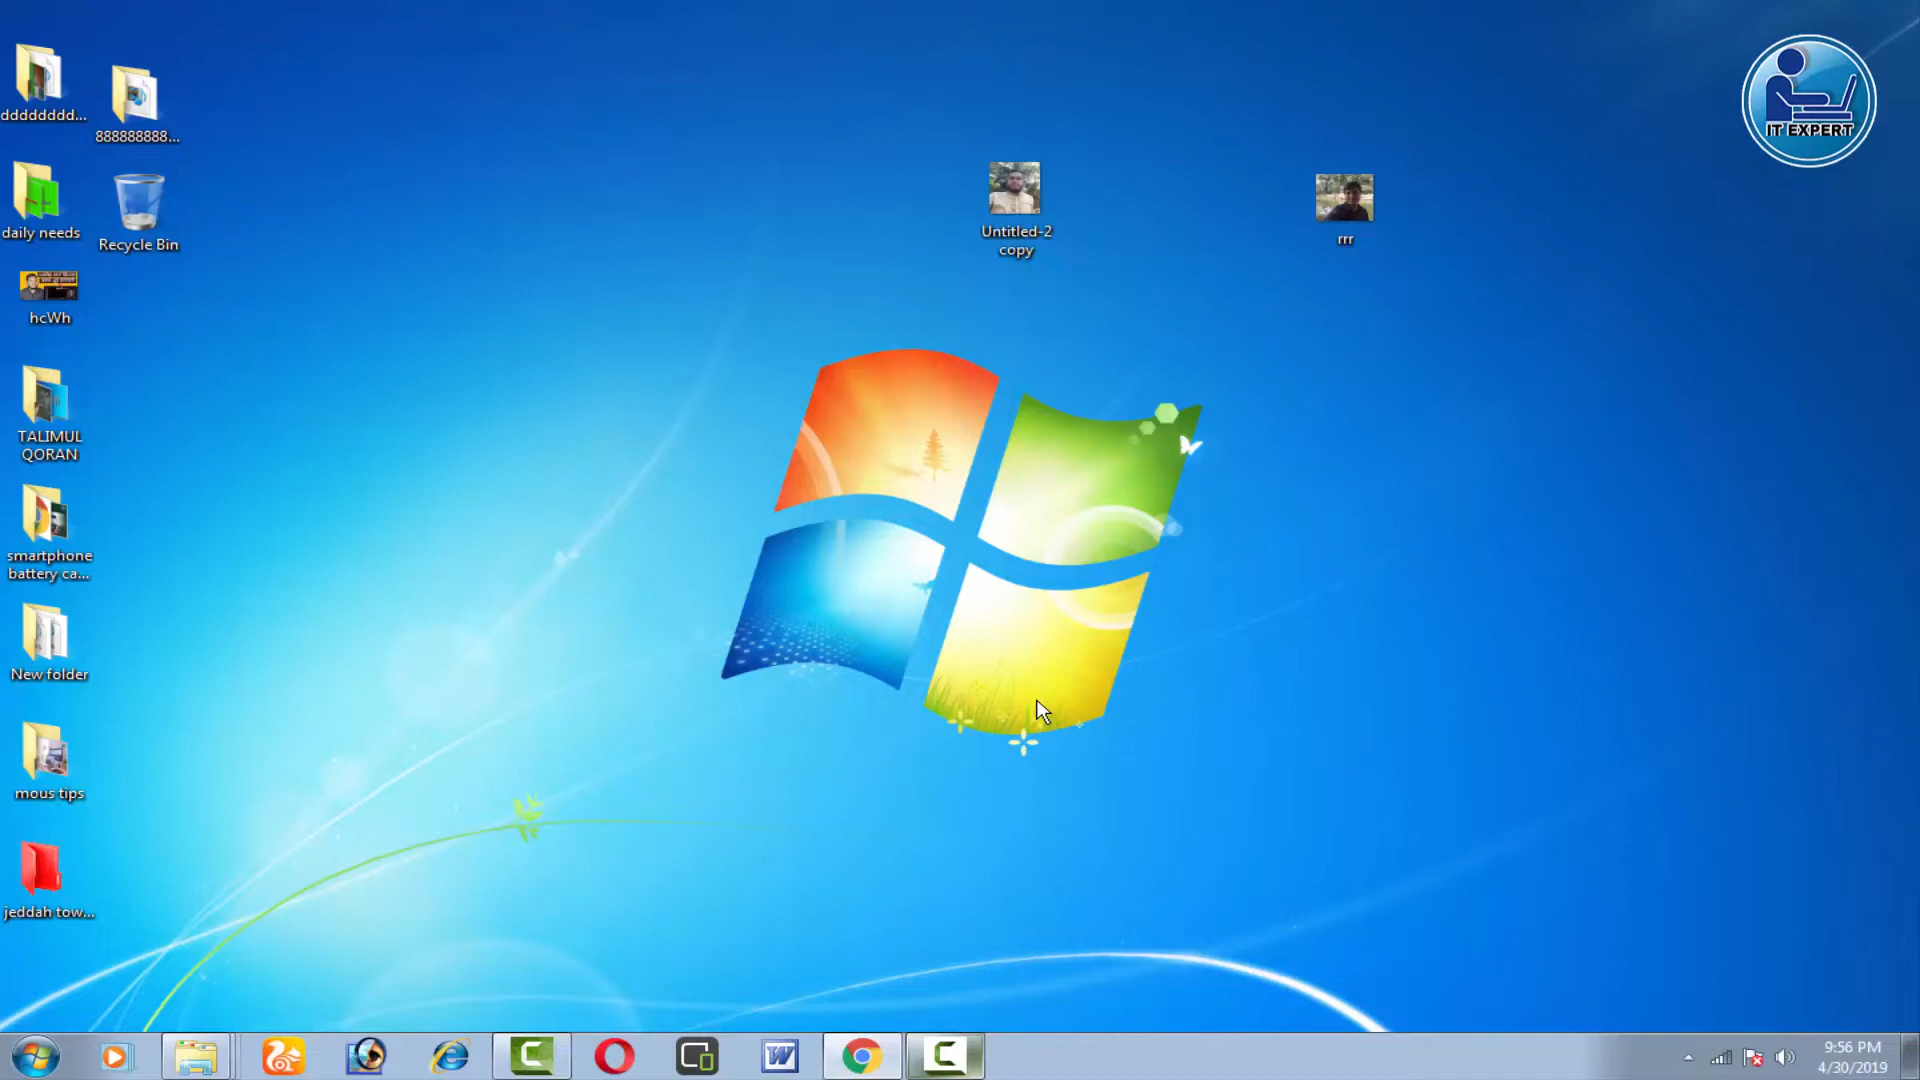 IT EXPERT
ddddddddd...
888888888...
daily needs
Recycle Bin
hcWh
TALIMUL
QORAN
smartphone
battery ca...
New folder
mous tips
jeddah tow...
Untitled-2
copy
rrr
9:56 PM
4/30/2019